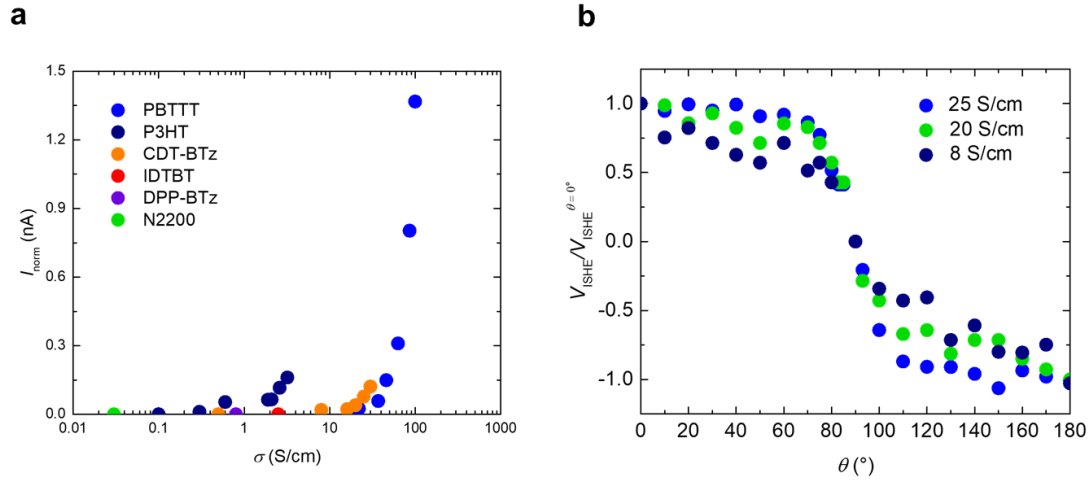 a
1.5
1.2
0.9
0.6
0.3
0.0
I_norm (nA)
PBTTT
P3HT
CDT-BTz
IDTBT
DPP-BTz
N2200
0.01 0.1 1 10 100 1000
σ (S/cm)
b
1.0
0.5
0.0
-0.5
-1.0
V_ISHE/V_ISHE^θ = 0°
25 S/cm
20 S/cm
8 S/cm
0 20 40 60 80 100 120 140 160 180
θ (°)